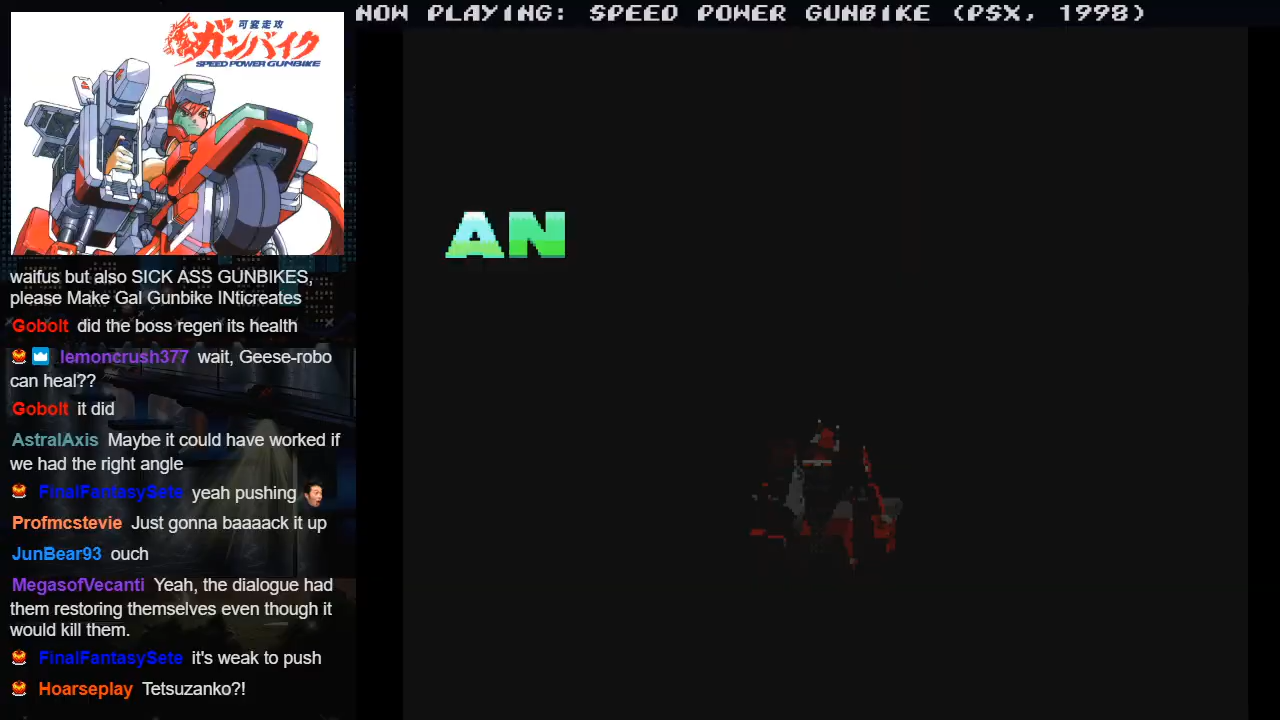 NOW PLAYING: SPEED POWER GUNBIKE (PSX, 1998)
可変走攻
ガンバイク
SPEED POWER GUNBIKE
AN
waifus but also SICK ASS GUNBIKES,
please Make Gal Gunbike INticreates
Gobolt did the boss regen its health
lemoncrush377 wait, Geese-robo
can heal??
Gobolt it did
AstralAxis Maybe it could have worked if
we had the right angle
FinalFantasySete yeah pushing
Profmcstevie Just gonna baaaack it up
JunBear93 ouch
MegasofVecanti Yeah, the dialogue had
them restoring themselves even though it
would kill them.
FinalFantasySete it's weak to push
Hoarseplay Tetsuzanko?!